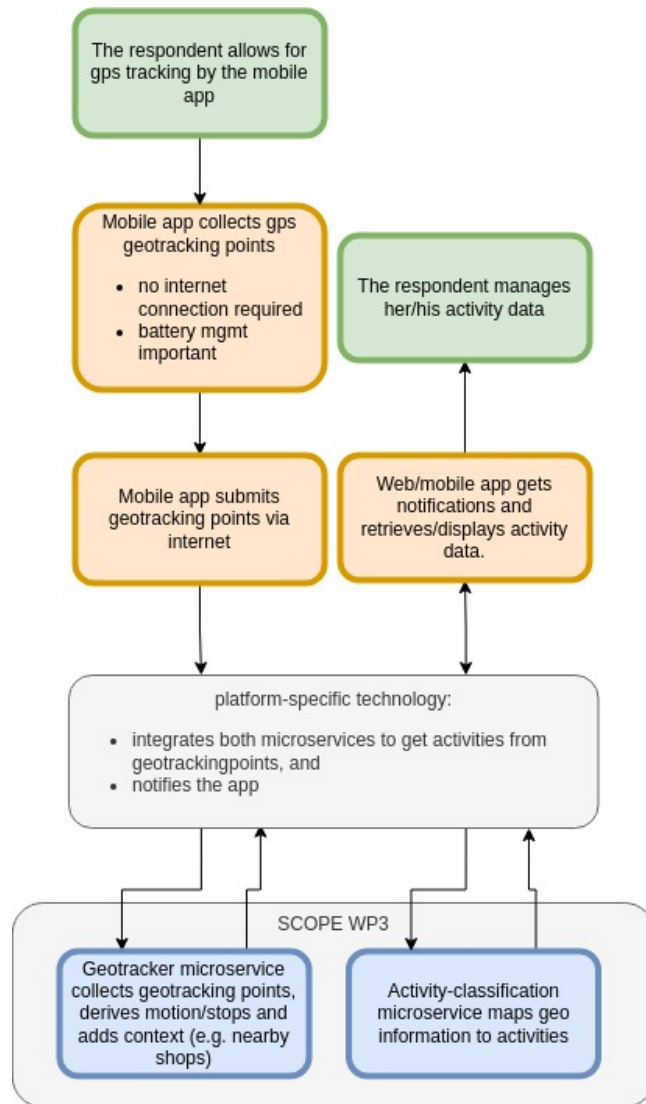 The respondent allows for
gps tracking by the mobile
app
Mobile app collects gps
geotracking points
• no internet
connection required
• battery mgmt
important
The respondent manages
her/his activity data
Mobile app submits
geotracking points via
internet
Web/mobile app gets
notifications and
retrieves/displays activity
data.
platform-specific technology:
• integrates both microservices to get activities from
geotrackingpoints, and
• notifies the app
SCOPE WP3
Geotracker microservice
collects geotracking points,
derives motion/stops and
adds context (e.g. nearby
shops)
Activity-classification
microservice maps geo
information to activities